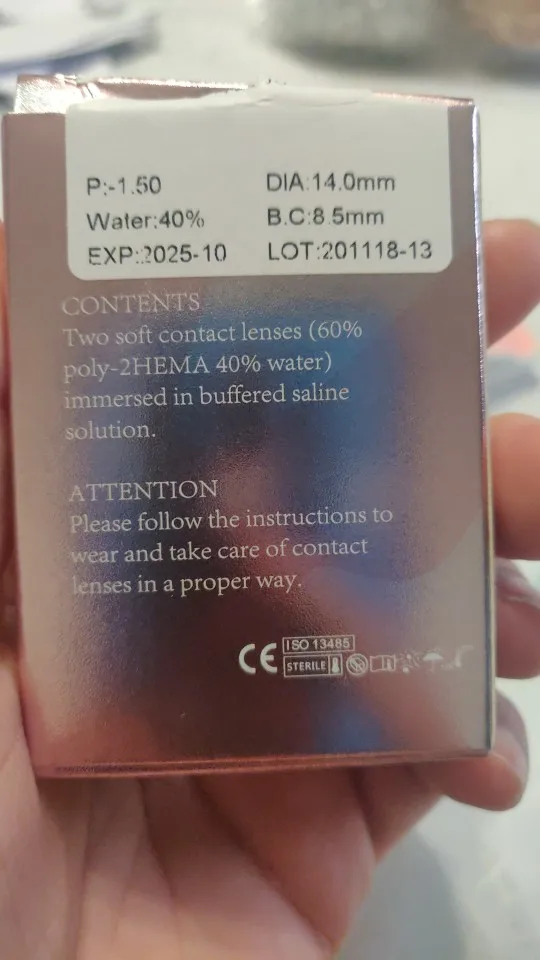 P:-1.50 DIA:14.0mm
Water:40% B.C:8.5mm
EXP:2025-10 LOT:201118-13
CONTENTS
Two soft contact lenses (60%
poly-2HEMA 40% water)
immersed in buffered saline
solution.
ATTENTION
Please follow the instructions to
wear and take care of contact
lenses in a proper way.
CE ISO 13485
STERILE